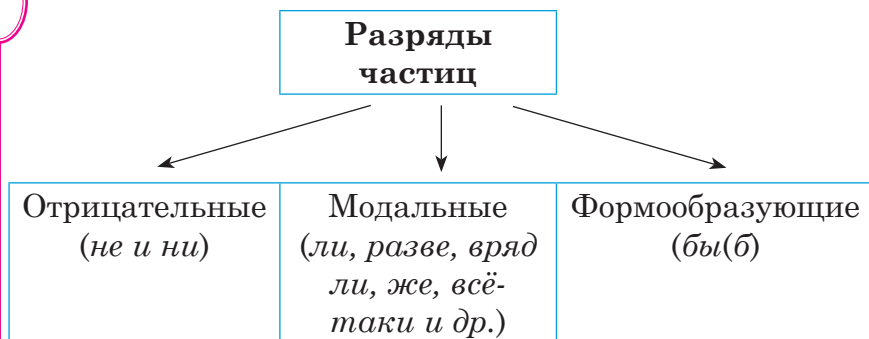 Разряды
частиц
Отрицательные
(не и ни)
Модальные
(ли, разве, вряд
ли, же, всё-
таки и др.)
Формообразующие
(бы(б)